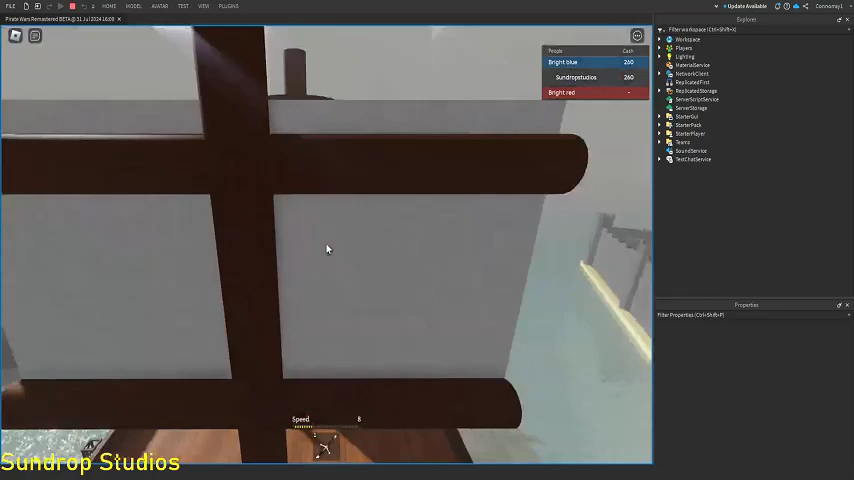 FILE
HOME MODEL AVATAR TEST VIEW PLUGINS
Update Available
Connomay1
Pirate Wars Remastered BETA @ 31 Jul 2024 16:00 ×
Explorer
Filter workspace (Ctrl+Shift+X)
Workspace
Players
Lighting
MaterialService
NetworkClient
ReplicatedFirst
ReplicatedStorage
ServerScriptService
ServerStorage
StarterGui
StarterPack
StarterPlayer
Teams
SoundService
TextChatService
Properties
Filter Properties (Ctrl+Shift+P)
People Cash
Bright blue 260
Sundropstudios 260
Bright red -
Speed 8
1
Sundrop Studios